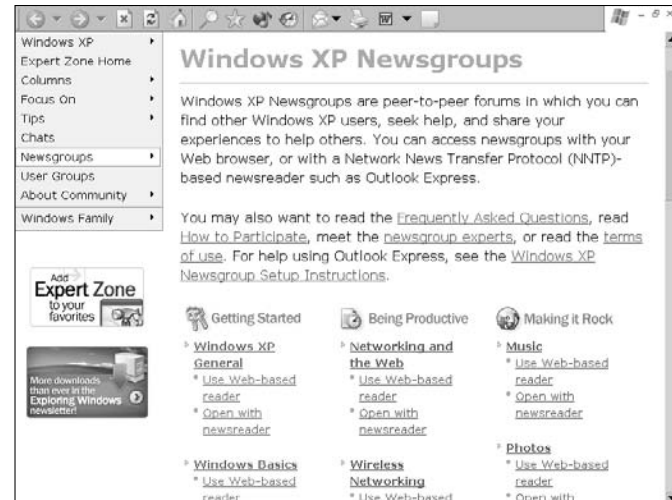 Windows XP
Expert Zone Home
Columns
Focus On
Tips
Chats
Newsgroups
User Groups
About Community
Windows Family
Add
Expert Zone
to your
favorites
More downloads
than ever in the
Exploring Windows
newsletter!
Windows XP Newsgroups
Windows XP Newsgroups are peer-to-peer forums in which you can
find other Windows XP users, seek help, and share your
experiences to help others. You can access newsgroups with your
Web browser, or with a Network News Transfer Protocol (NNTP)-
based newsreader such as Outlook Express.
You may also want to read the Frequently Asked Questions, read
How to Participate, meet the newsgroup experts, or read the terms
of use. For help using Outlook Express, see the Windows XP
Newsgroup Setup Instructions.
Getting Started
Windows XP
General
* Use Web-based
reader
* Open with
newsreader
Windows Basics
* Use Web-based
reader
Being Productive
Networking and
the Web
* Use Web-based
reader
* Open with
newsreader
Wireless
Networking
* Use Web-based
Making it Rock
Music
* Use Web-based
reader
* Open with
newsreader
Photos
* Use Web-based
reader
* Open with